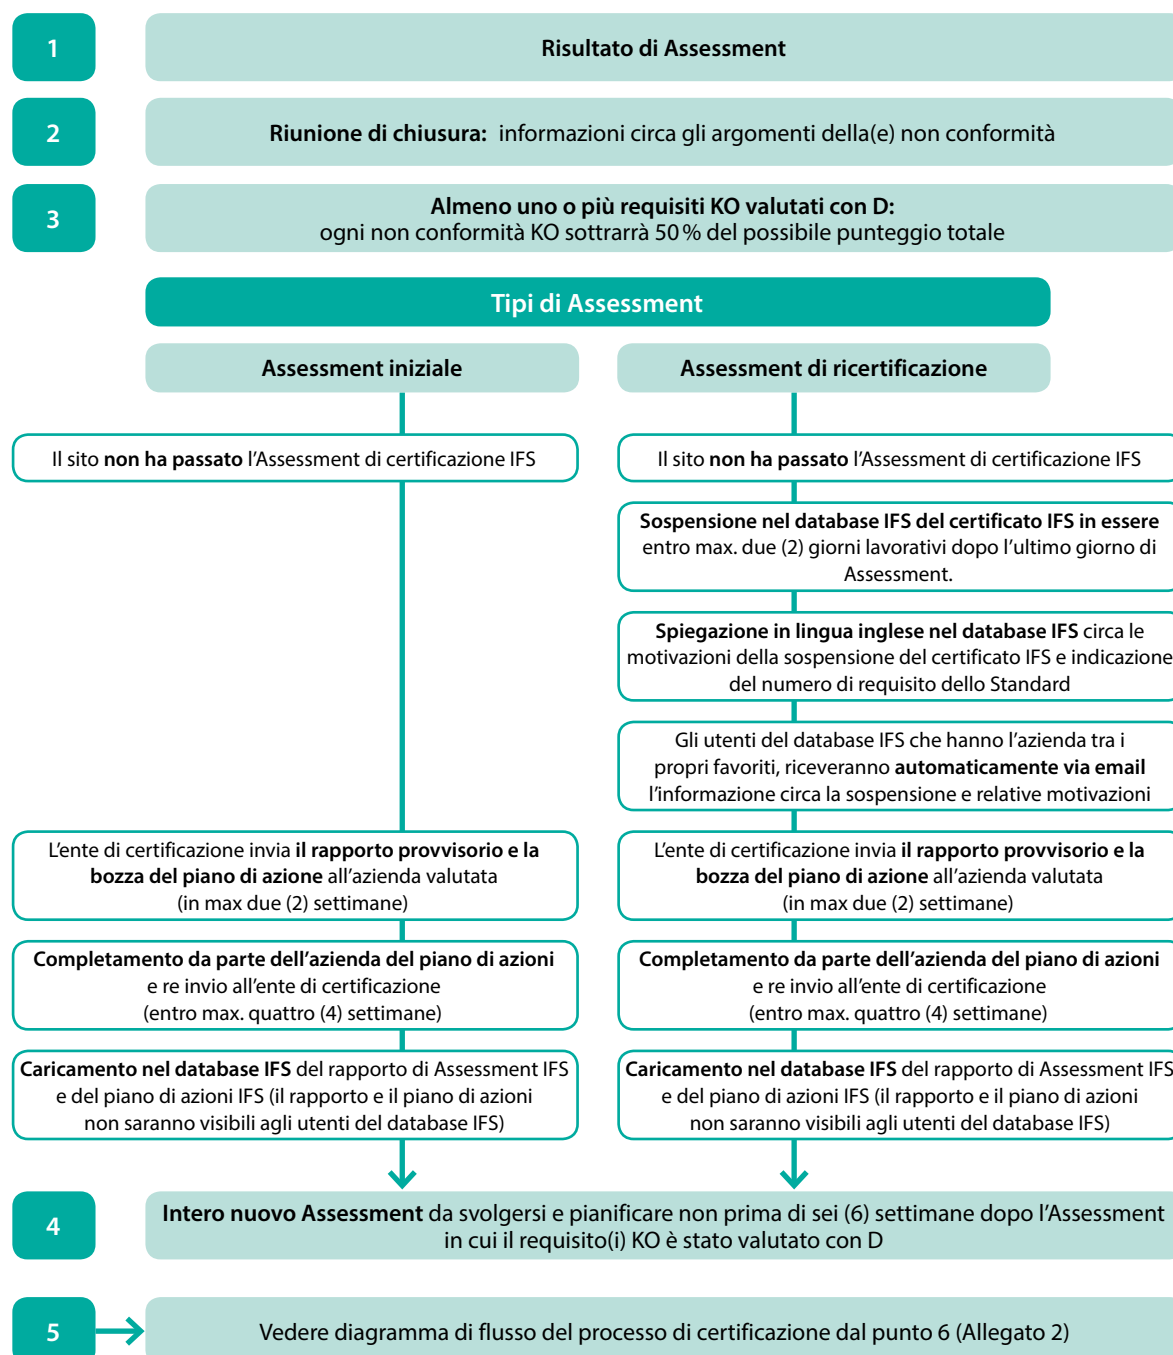 1
Risultato di Assessment
2
Riunione di chiusura: informazioni circa gli argomenti della(e) non conformità
3
Almeno uno o più requisiti KO valutati con D:
ogni non conformità KO sottrarrà 50 % del possibile punteggio totale
Tipi di Assessment
Assessment iniziale
Il sito non ha passato l'Assessment di certificazione IFS
L'ente di certificazione invia il rapporto provvisorio e la
bozza del piano di azione all'azienda valutata
(in max due (2) settimane)
Completamento da parte dell'azienda del piano di azioni
e re invio all'ente di certificazione
(entro max. quattro (4) settimane)
Caricamento nel database IFS del rapporto di Assessment IFS
e del piano di azioni IFS (il rapporto e il piano di azioni
non saranno visibili agli utenti del database IFS)
Assessment di ricertificazione
Il sito non ha passato l'Assessment di certificazione IFS
Sospensione nel database IFS del certificato IFS in essere
entro max. due (2) giorni lavorativi dopo l'ultimo giorno di
Assessment.
Spiegazione in lingua inglese nel database IFS circa le
motivazioni della sospensione del certificato IFS e indicazione
del numero di requisito dello Standard
Gli utenti del database IFS che hanno l'azienda tra i
propri favoriti, riceveranno automaticamente via email
l'informazione circa la sospensione e relative motivazioni
L'ente di certificazione invia il rapporto provvisorio e la
bozza del piano di azione all'azienda valutata
(in max due (2) settimane)
Completamento da parte dell'azienda del piano di azioni
e re invio all'ente di certificazione
(entro max. quattro (4) settimane)
Caricamento nel database IFS del rapporto di Assessment IFS
e del piano di azioni IFS (il rapporto e il piano di azioni
non saranno visibili agli utenti del database IFS)
4
Intero nuovo Assessment da svolgersi e pianificare non prima di sei (6) settimane dopo l'Assessment
in cui il requisito(i) KO è stato valutato con D
5
Vedere diagramma di flusso del processo di certificazione dal punto 6 (Allegato 2)